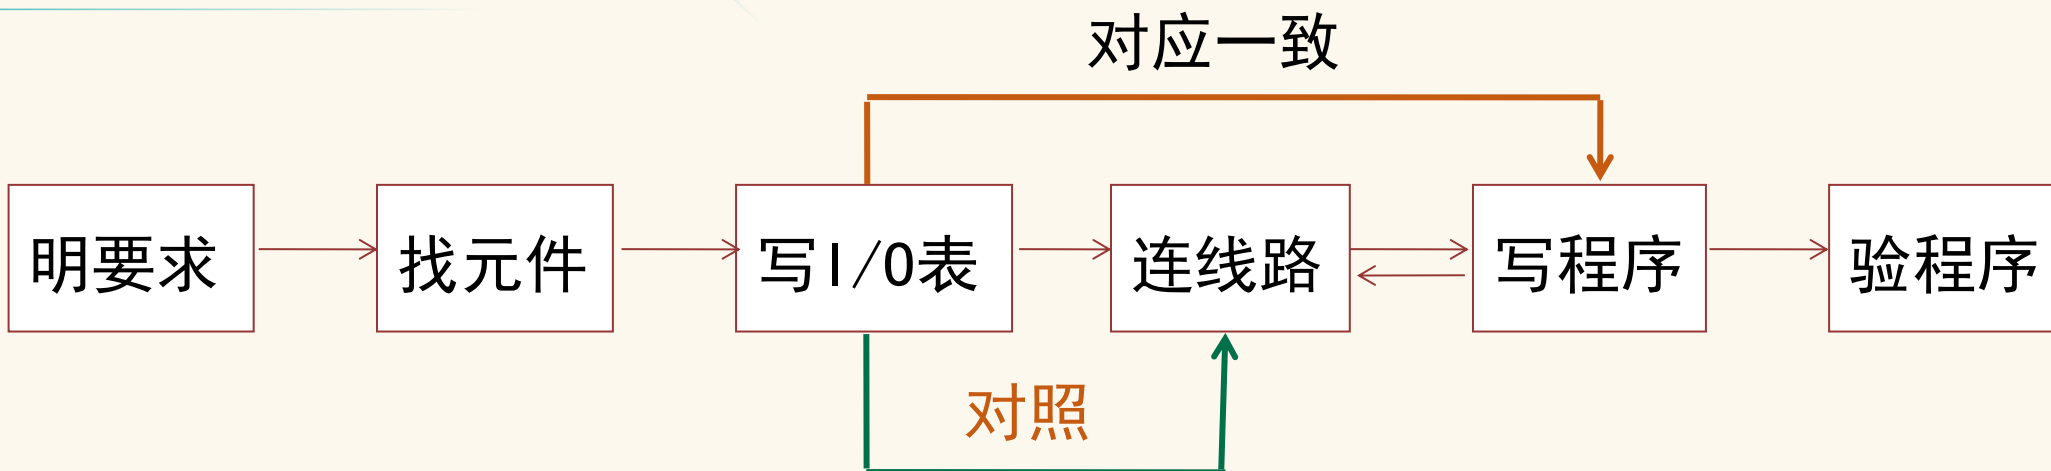 对应一致
明要求
找元件
写I/O表
连线路
写程序
验程序
对照